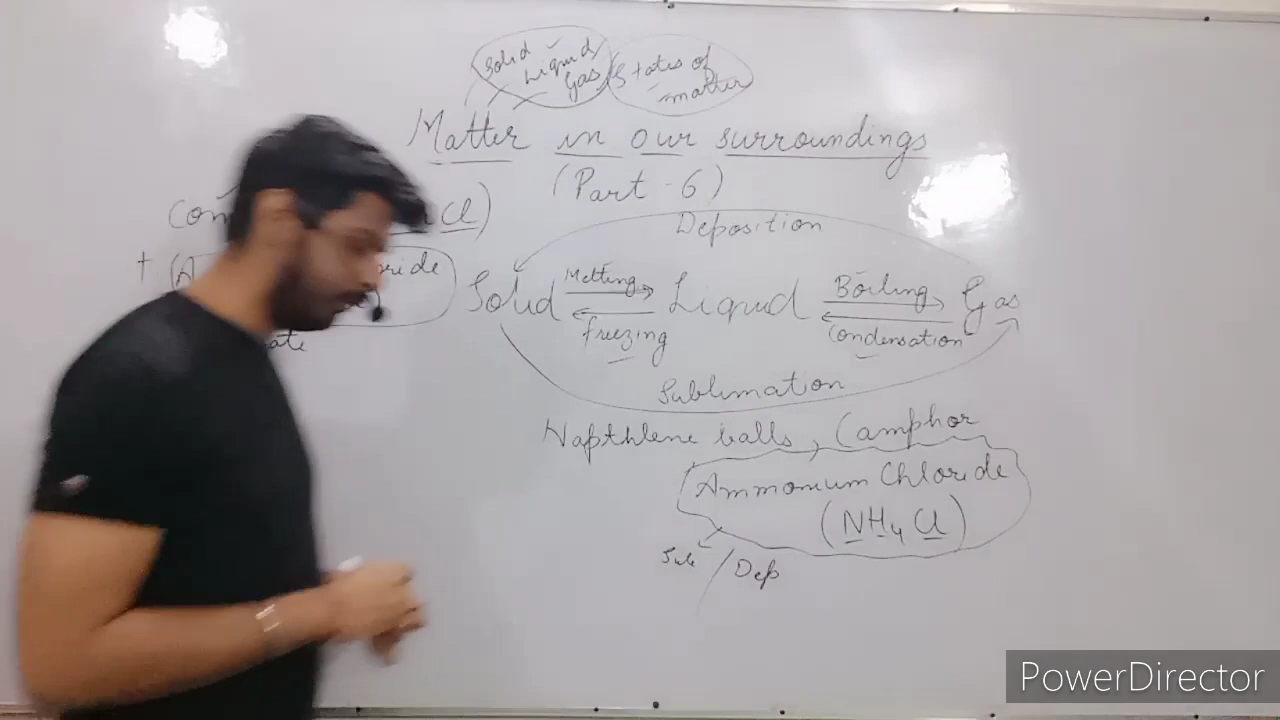 Solid
Liquid
Gas
States of
matter
Matter in our surroundings
(Part-6)
Cl)
Deposition
+
Solid Melting Liquid Boiling Gas
freezing Condensation
Sublimation
Napthlene balls, Camphor
Ammonium Chloride
(NH4Cl)
Sub / Dep
PowerDirector